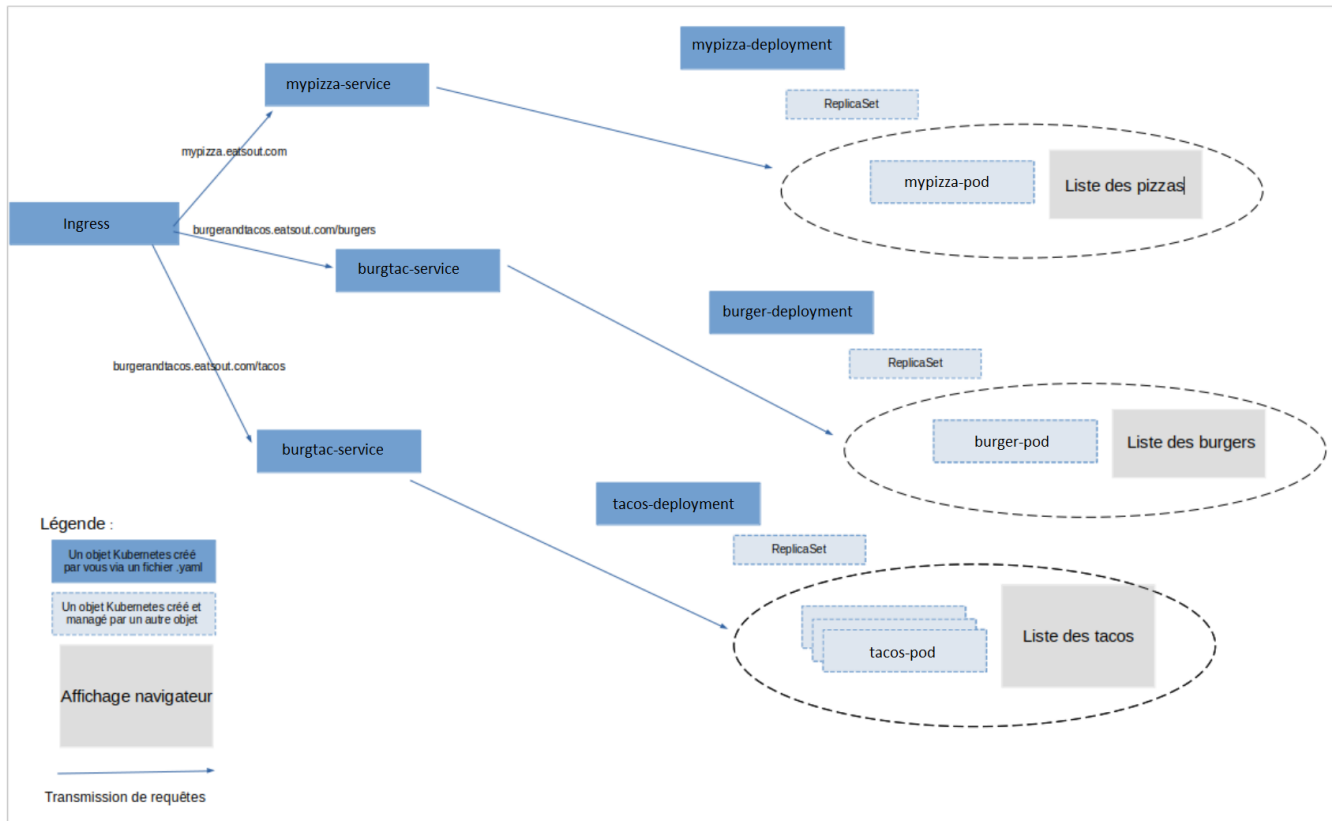 mypizza-deployment
mypizza-service
ReplicaSet
mypizza.eatsout.com
mypizza-pod
Liste des pizzas
Ingress
burgerandtacos.eatsout.com/burgers
burgtac-service
burger-deployment
ReplicaSet
burgerandtacos.eatsout.com/tacos
burger-pod
Liste des burgers
burgtac-service
tacos-deployment
ReplicaSet
tacos-pod
Liste des tacos
Légende :
Un objet Kubernetes créé
par vous via un fichier .yaml
Un objet Kubernetes créé et
managé par un autre objet
Affichage navigateur
Transmission de requêtes